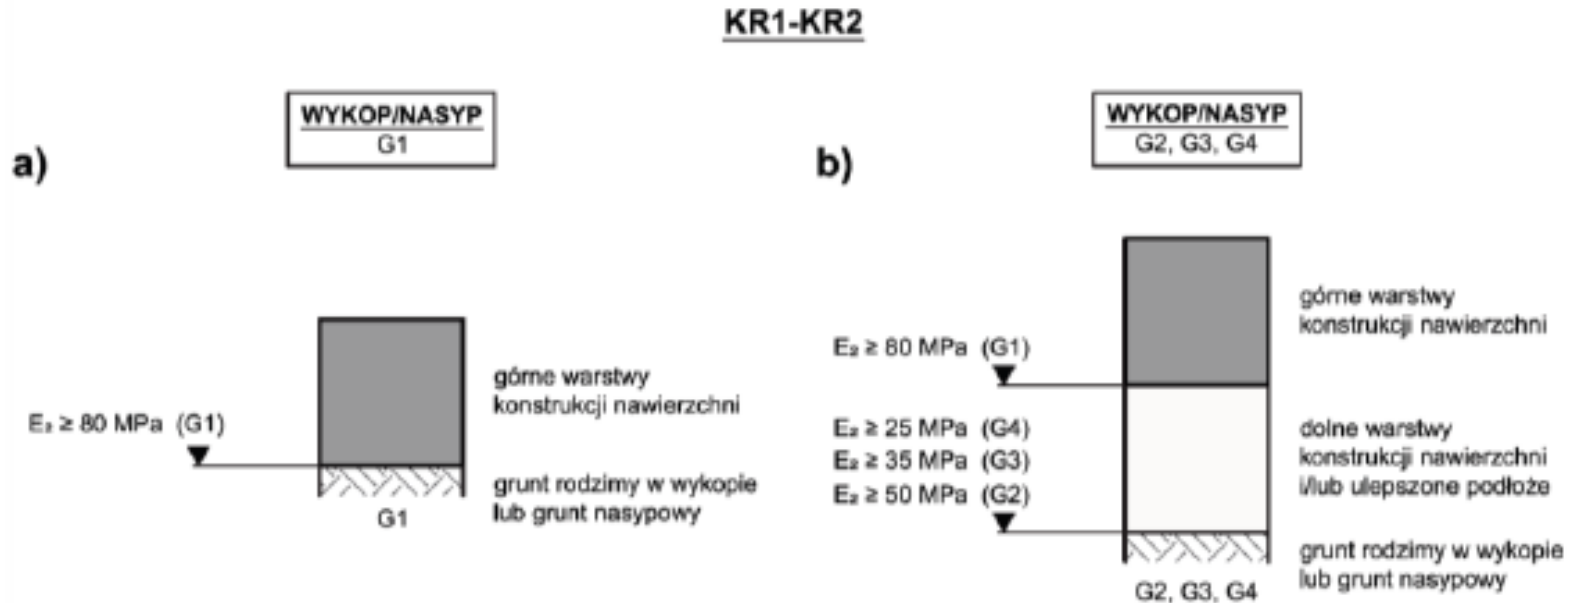 KR1-KR2
WYKOP/NASYP
G1
a)
E₂ ≥ 80 MPa (G1)
górne warstwy
konstrukcji nawierzchni
grunt rodzimy w wykopie
lub grunt nasypowy
G1
WYKOP/NASYP
G2, G3, G4
b)
górne warstwy
konstrukcji nawierzchni
E₂ ≥ 80 MPa (G1)
E₂ ≥ 25 MPa (G4)
E₂ ≥ 35 MPa (G3)
E₂ ≥ 50 MPa (G2)
dolne warstwy
konstrukcji nawierzchni
i/lub ulepszone podłoże
grunt rodzimy w wykopie
lub grunt nasypowy
G2, G3, G4